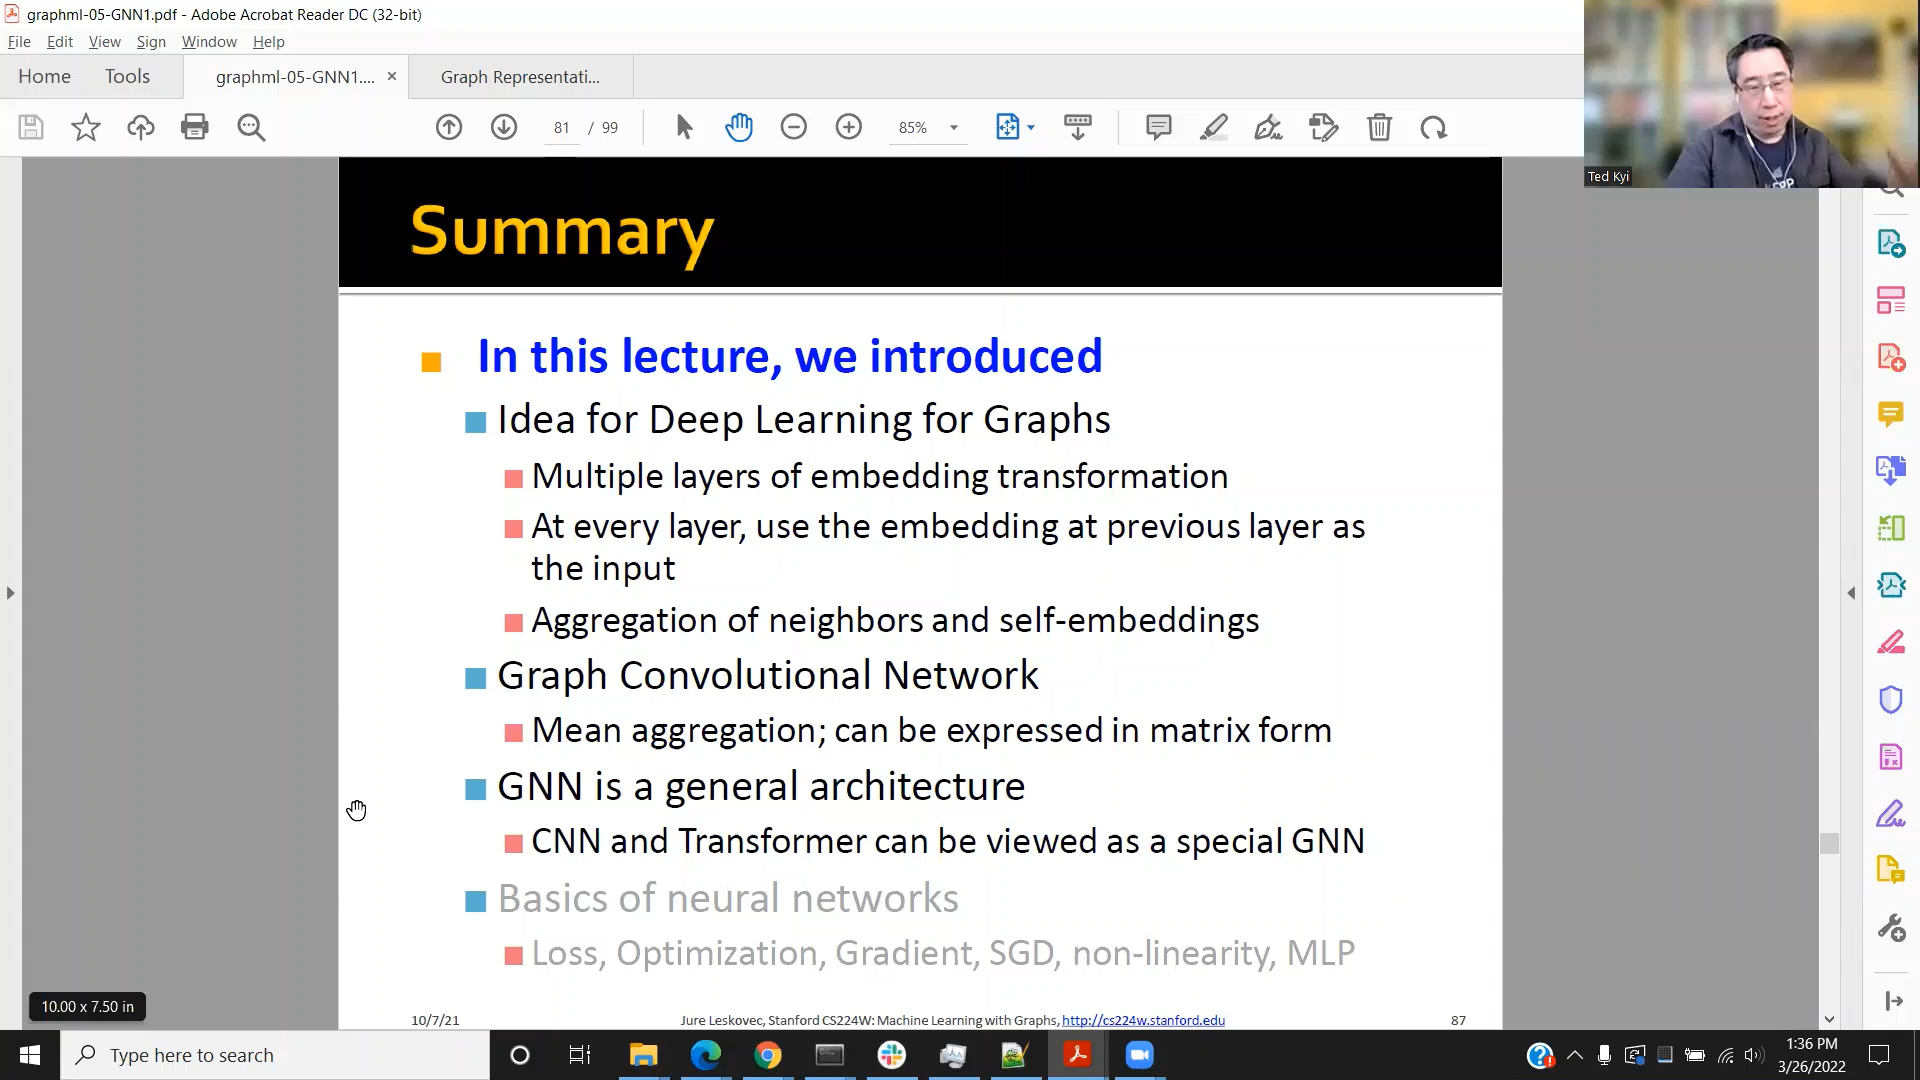 graphml-05-GNN1.pdf - Adobe Acrobat Reader DC (32-bit)
File Edit View Sign Window Help
Home Tools graphml-05-GNN1.... × Graph Representati...
81 / 99 85%
Ted Kyi
Summary
In this lecture, we introduced
Idea for Deep Learning for Graphs
Multiple layers of embedding transformation
At every layer, use the embedding at previous layer as
the input
Aggregation of neighbors and self-embeddings
Graph Convolutional Network
Mean aggregation; can be expressed in matrix form
GNN is a general architecture
CNN and Transformer can be viewed as a special GNN
Basics of neural networks
Loss, Optimization, Gradient, SGD, non-linearity, MLP
10.00 x 7.50 in
10/7/21 Jure Leskovec, Stanford CS224W: Machine Learning with Graphs, http://cs224w.stanford.edu 87
Type here to search
1:36 PM
3/26/2022